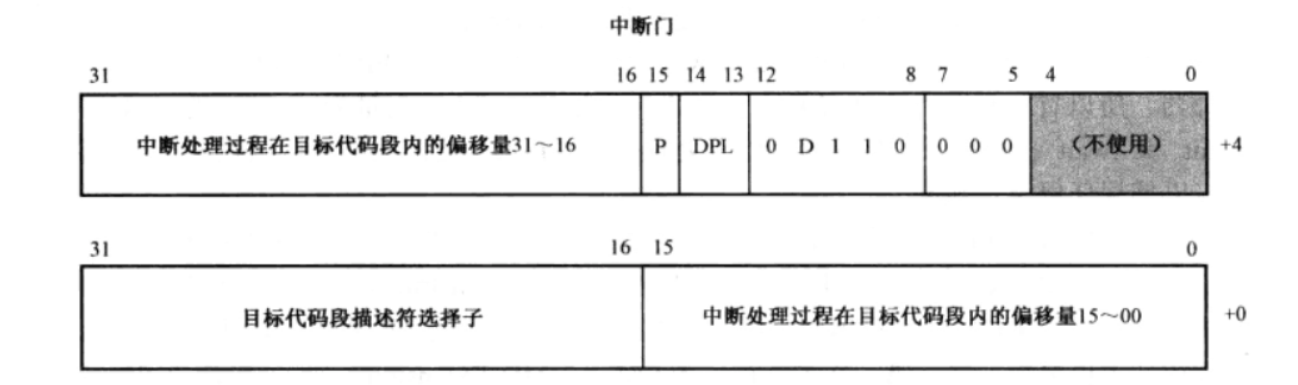 中断门
31 16 15 14 13 12 8 7 5 4 0
中断处理过程在目标代码段内的偏移量31～16 P DPL 0 D 1 1 0 0 0 0 （不使用） +4
31 16 15 0
目标代码段描述符选择子 中断处理过程在目标代码段内的偏移量15～00 +0